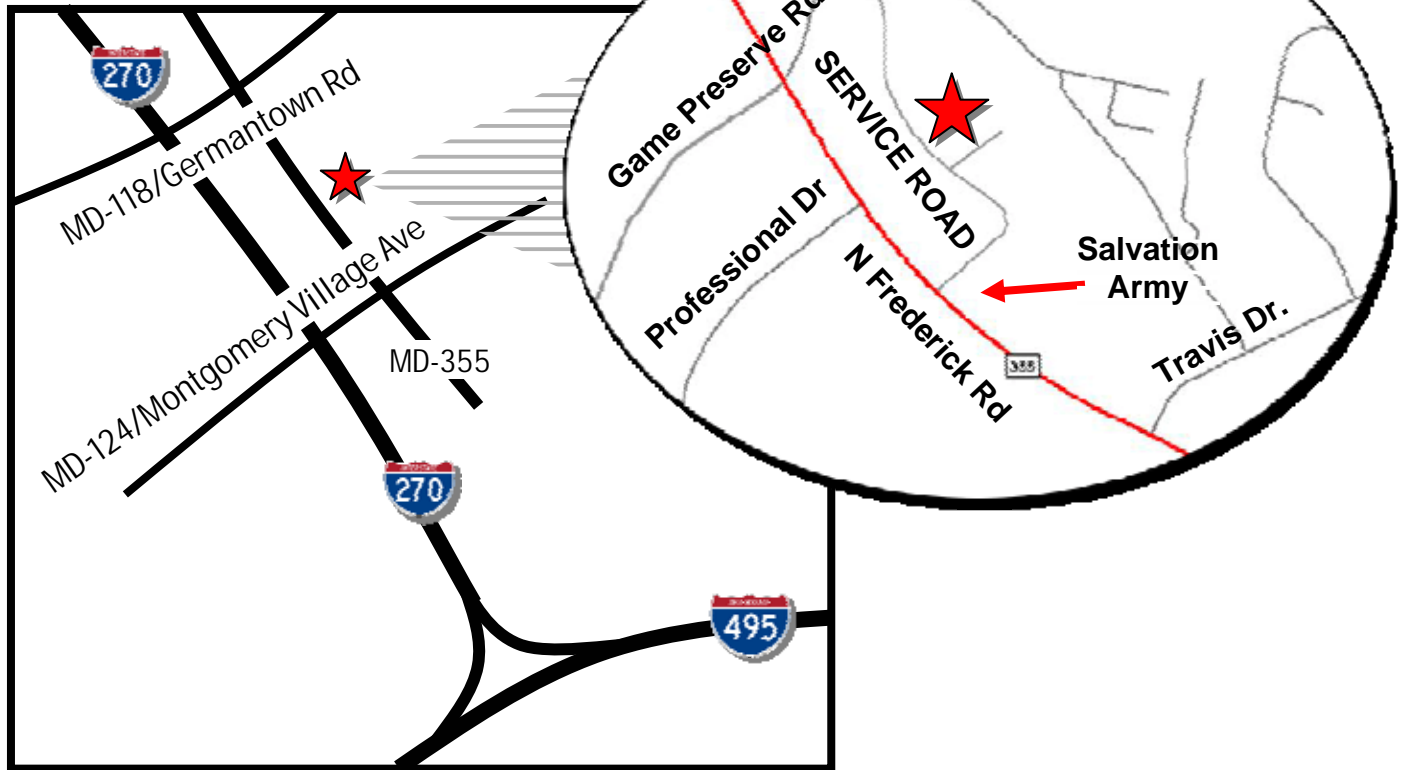 270
MD-118/Germantown Rd
MD-124/Montgomery Village Ave
MD-355
270
495
Game Preserve Rd
SERVICE ROAD
Professional Dr
N Frederick Rd
Salvation
Army
355
Travis Dr.